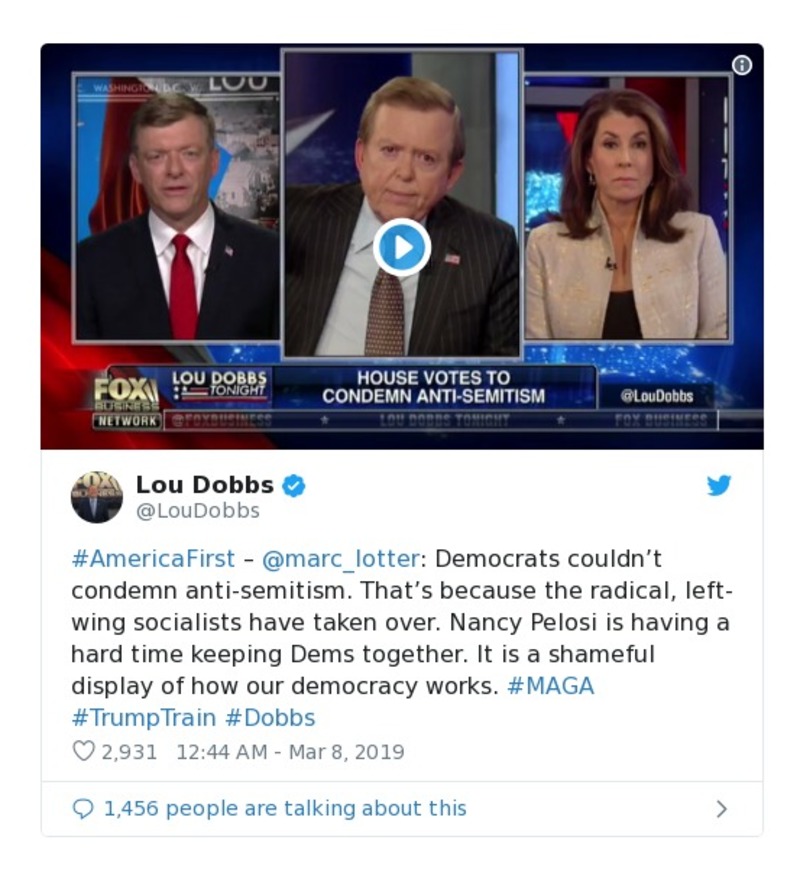 WASHINGTON, D.C.
LOU
FOX
BUSINESS
NETWORK
LOU DOBBS
TONIGHT
HOUSE VOTES TO
CONDEMN ANTI-SEMITISM
@LouDobbs
@FOXBUSINESS LOU DOBBS TONIGHT FOX BUSINESS
Lou Dobbs
@LouDobbs
#AmericaFirst – @marc_lotter: Democrats couldn’t
condemn anti-semitism. That’s because the radical, left-
wing socialists have taken over. Nancy Pelosi is having a
hard time keeping Dems together. It is a shameful
display of how our democracy works. #MAGA
#TrumpTrain #Dobbs
2,931 12:44 AM - Mar 8, 2019
1,456 people are talking about this